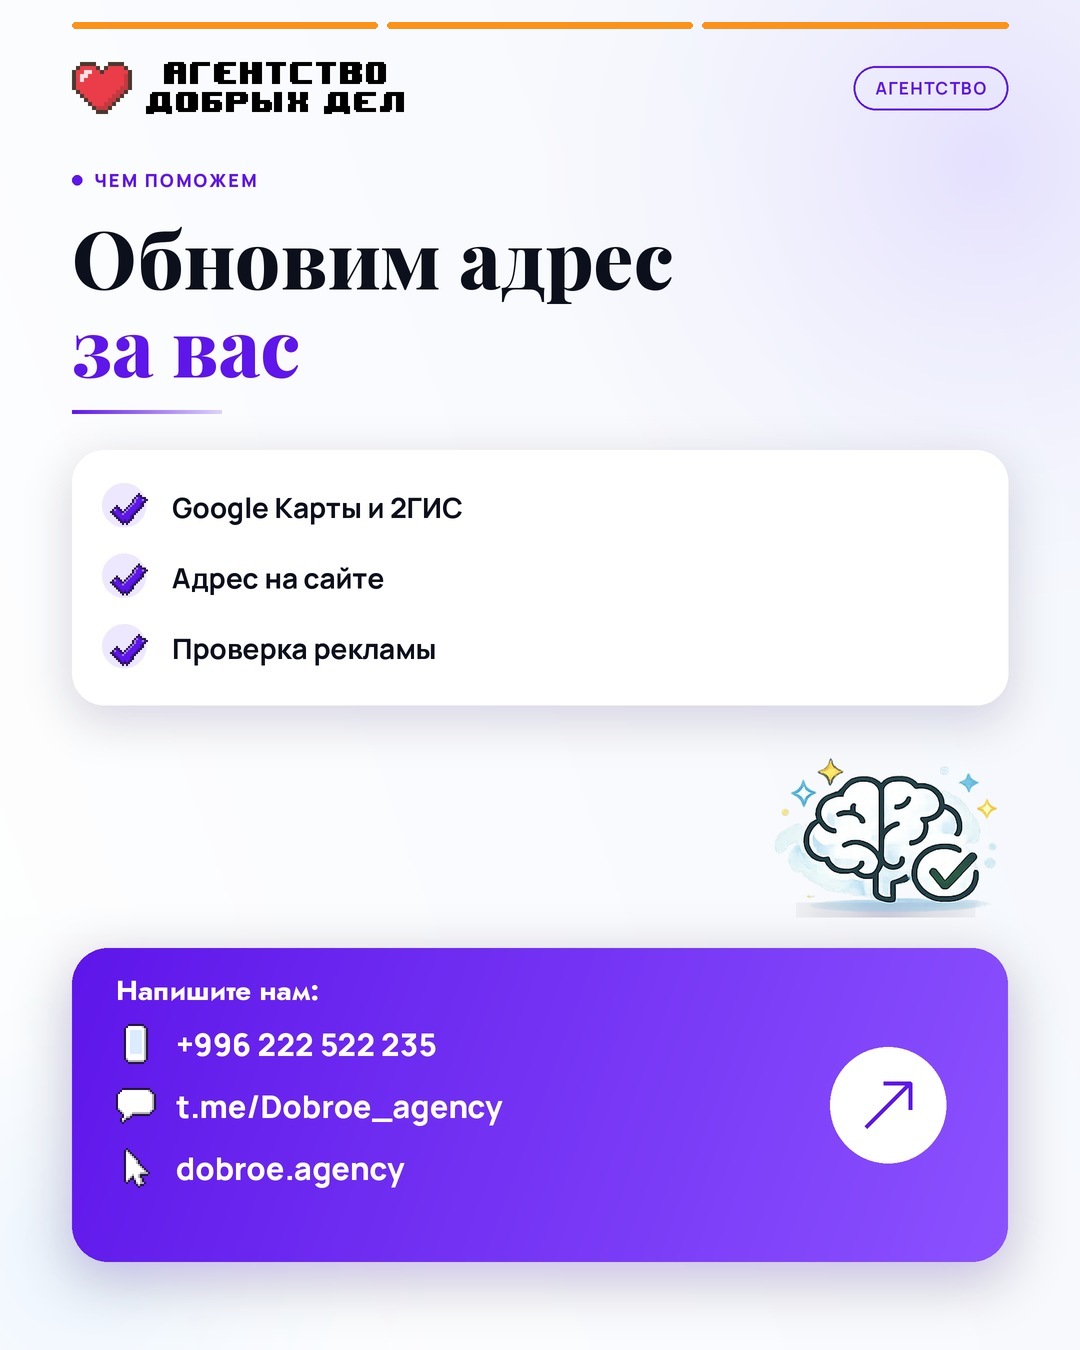 АГЕНТСТВО
ДОБРЫХ ДЕЛ
АГЕНТСТВО
ЧЕМ ПОМОЖЕМ
Обновим адрес
за вас
Google Карты и 2ГИС
Адрес на сайте
Проверка рекламы
Напишите нам:
+996 222 522 235
t.me/Dobroe_agency
dobroe.agency